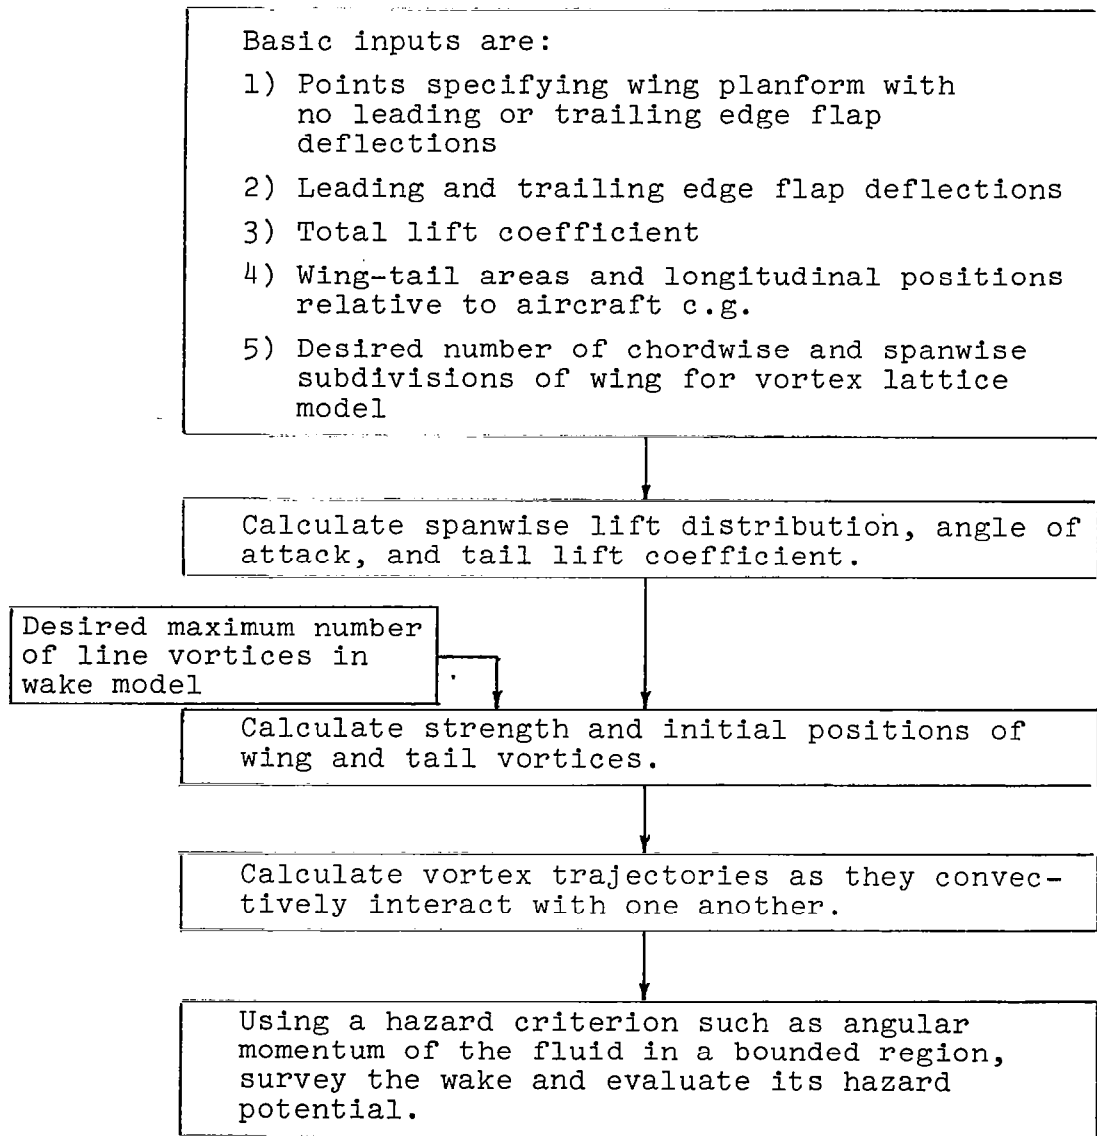 Basic inputs are:
1) Points specifying wing planform with
no leading or trailing edge flap
deflections
2) Leading and trailing edge flap deflections
3) Total lift coefficient
4) Wing-tail areas and longitudinal positions
relative to aircraft c.g.
5) Desired number of chordwise and spanwise
subdivisions of wing for vortex lattice
model
Calculate spanwise lift distribution, angle of
attack, and tail lift coefficient.
Desired maximum number
of line vortices in
wake model
Calculate strength and initial positions of
wing and tail vortices.
Calculate vortex trajectories as they convec-
tively interact with one another.
Using a hazard criterion such as angular
momentum of the fluid in a bounded region,
survey the wake and evaluate its hazard
potential.